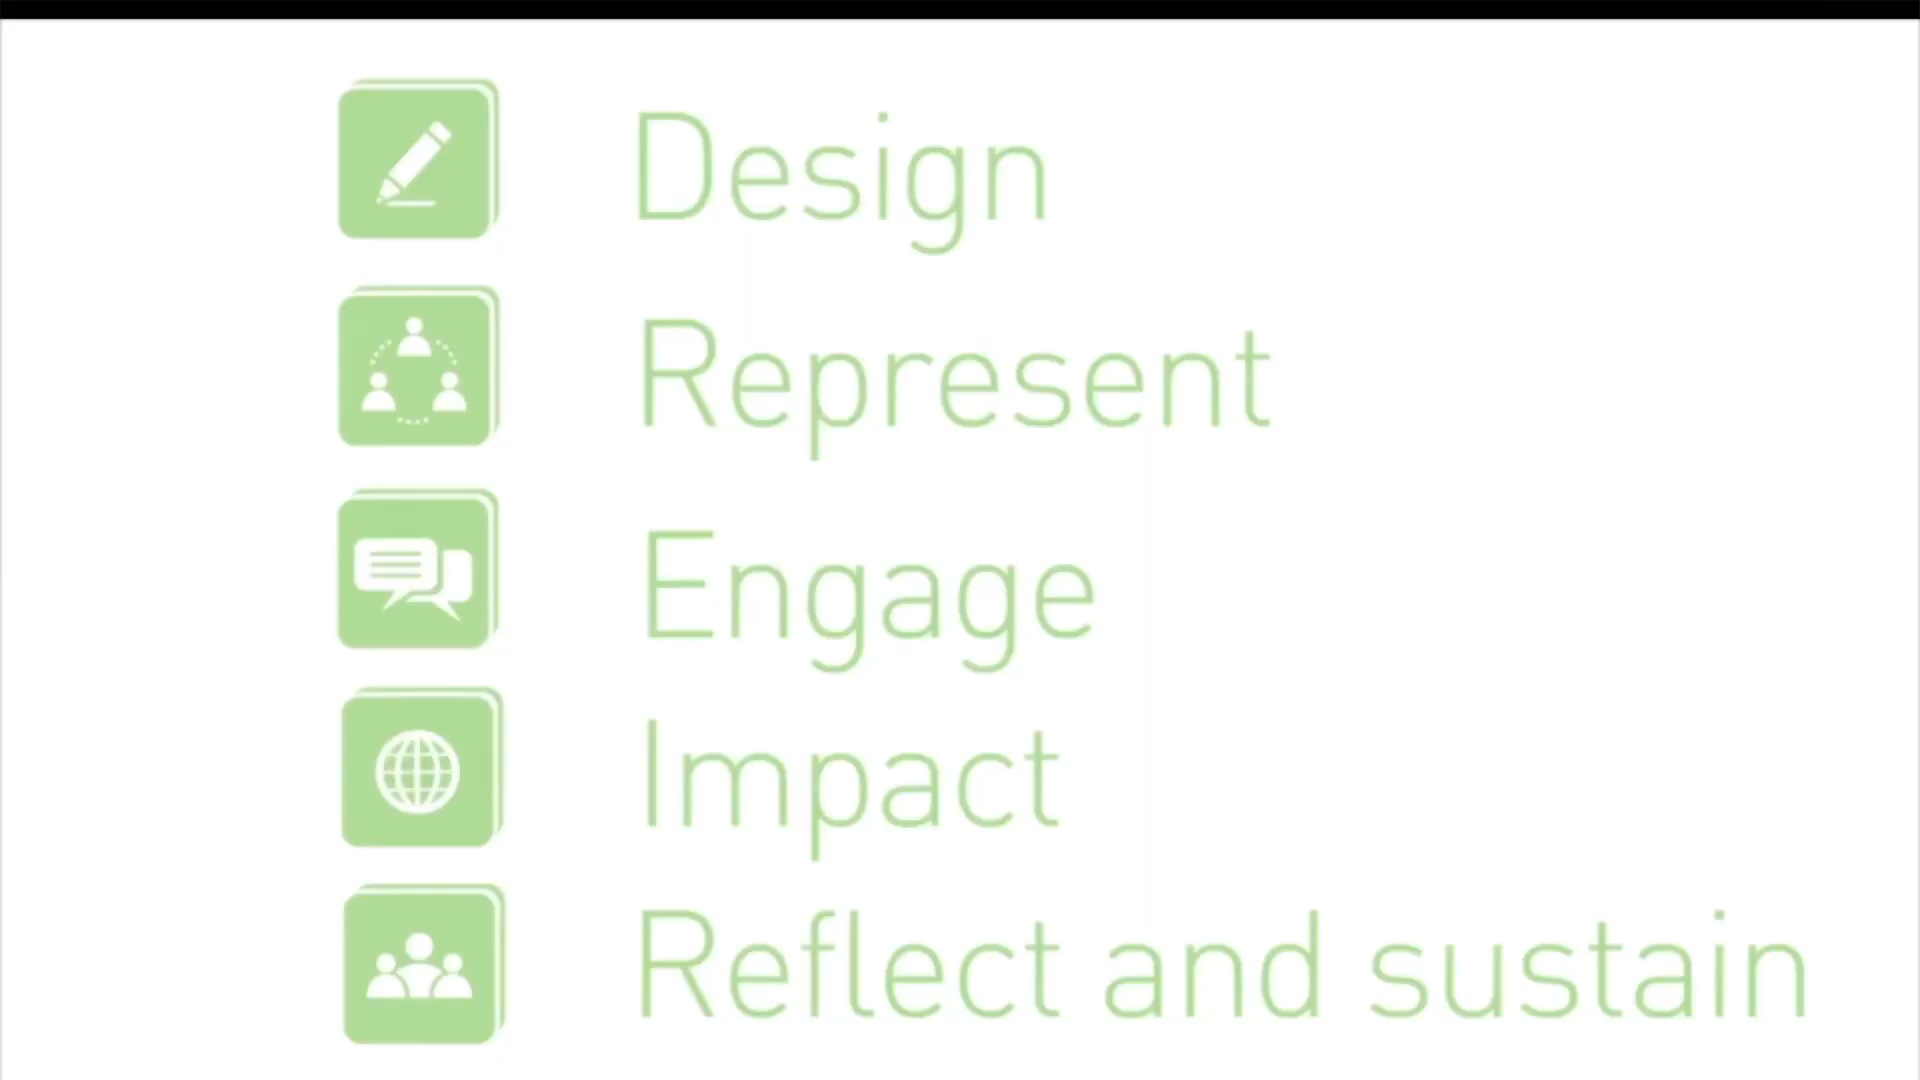 Design
Represent
Engage
Impact
Reflect and sustain